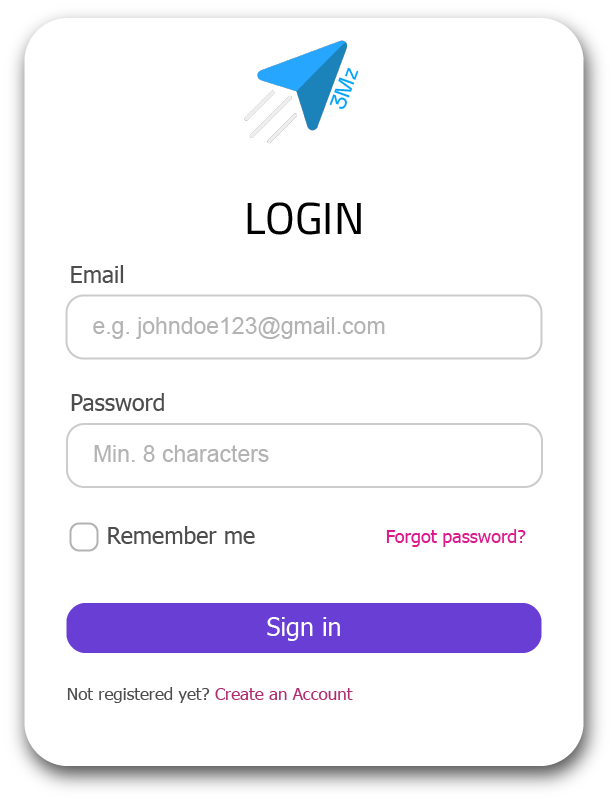 3Mz
LOGIN
Email
e.g. johndoe123@gmail.com
Password
Min. 8 characters
Remember me Forgot password?
Sign in
Not registered yet? Create an Account